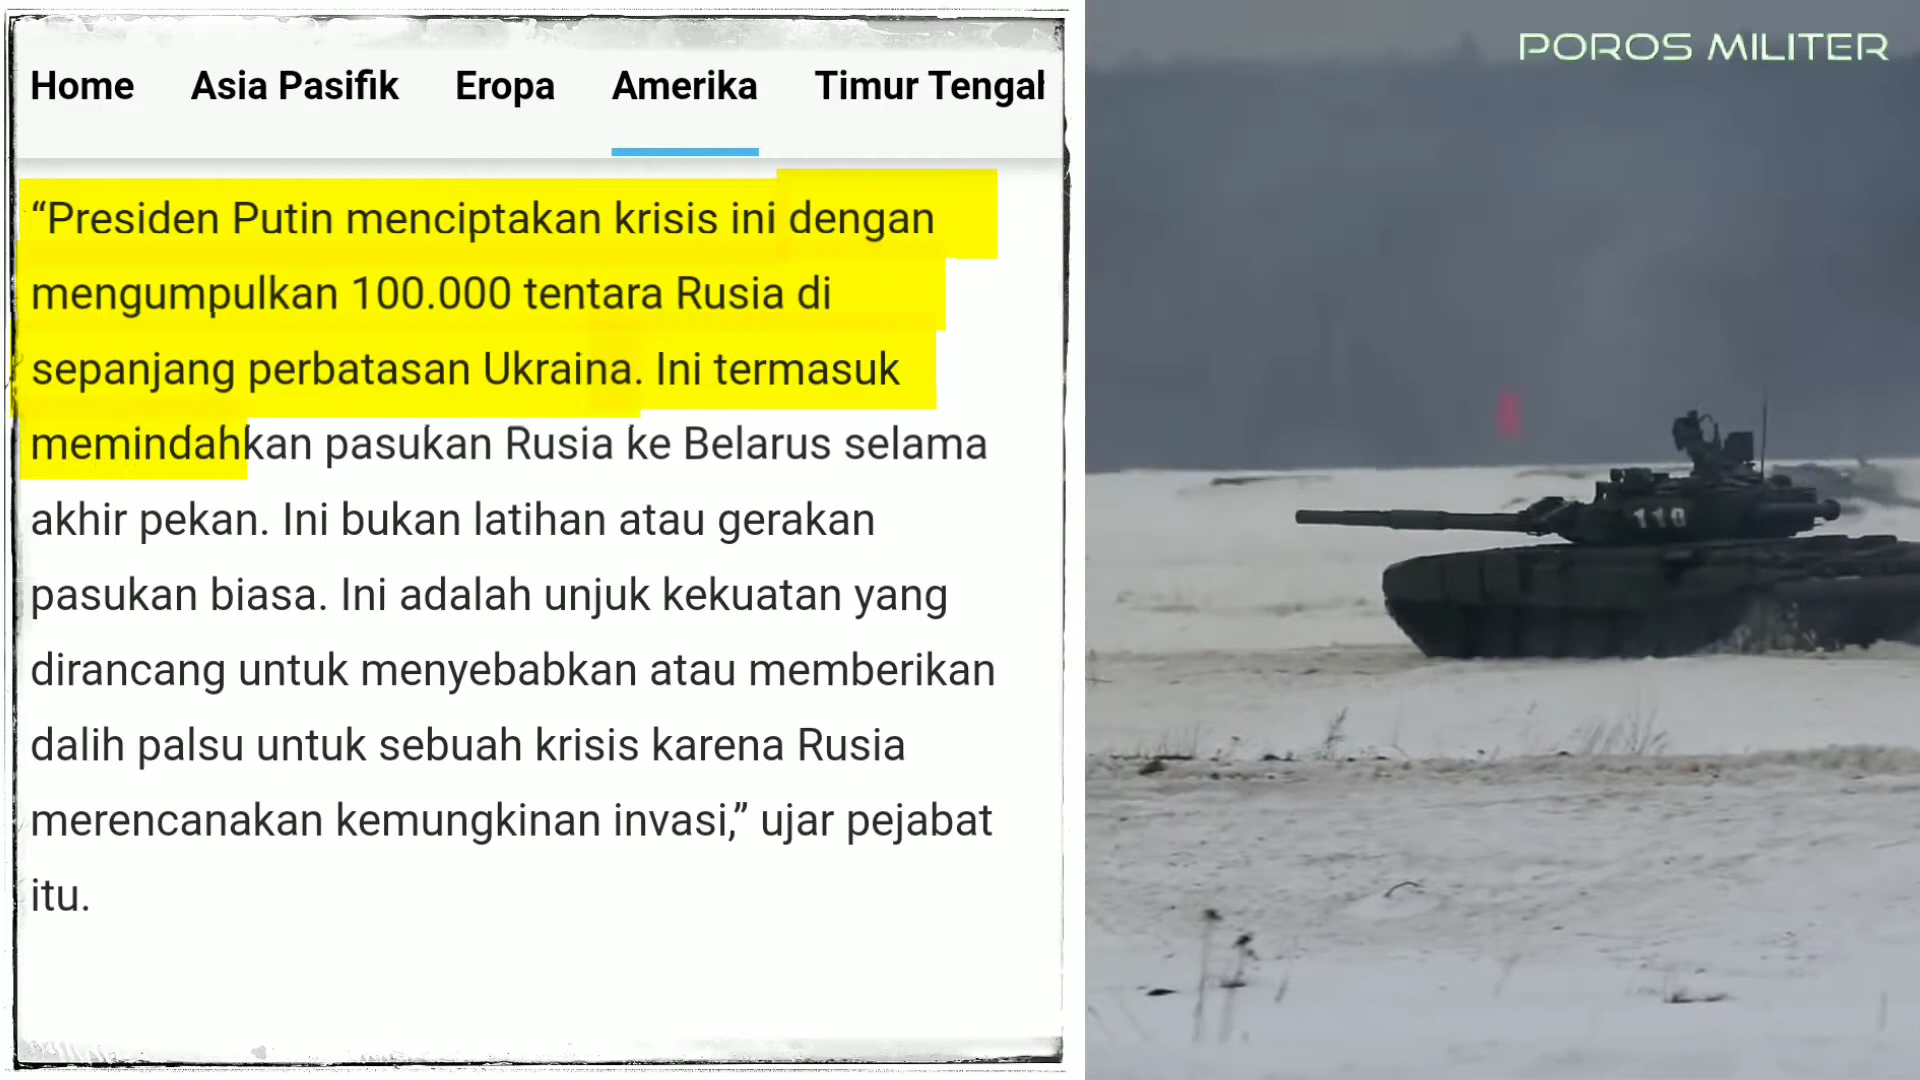 Home Asia Pasifik Eropa Amerika Timur Tengah
“Presiden Putin menciptakan krisis ini dengan
mengumpulkan 100.000 tentara Rusia di
sepanjang perbatasan Ukraina. Ini termasuk
memindahkan pasukan Rusia ke Belarus selama
akhir pekan. Ini bukan latihan atau gerakan
pasukan biasa. Ini adalah unjuk kekuatan yang
dirancang untuk menyebabkan atau memberikan
dalih palsu untuk sebuah krisis karena Rusia
merencanakan kemungkinan invasi,” ujar pejabat
itu.
POROS MILITER
110